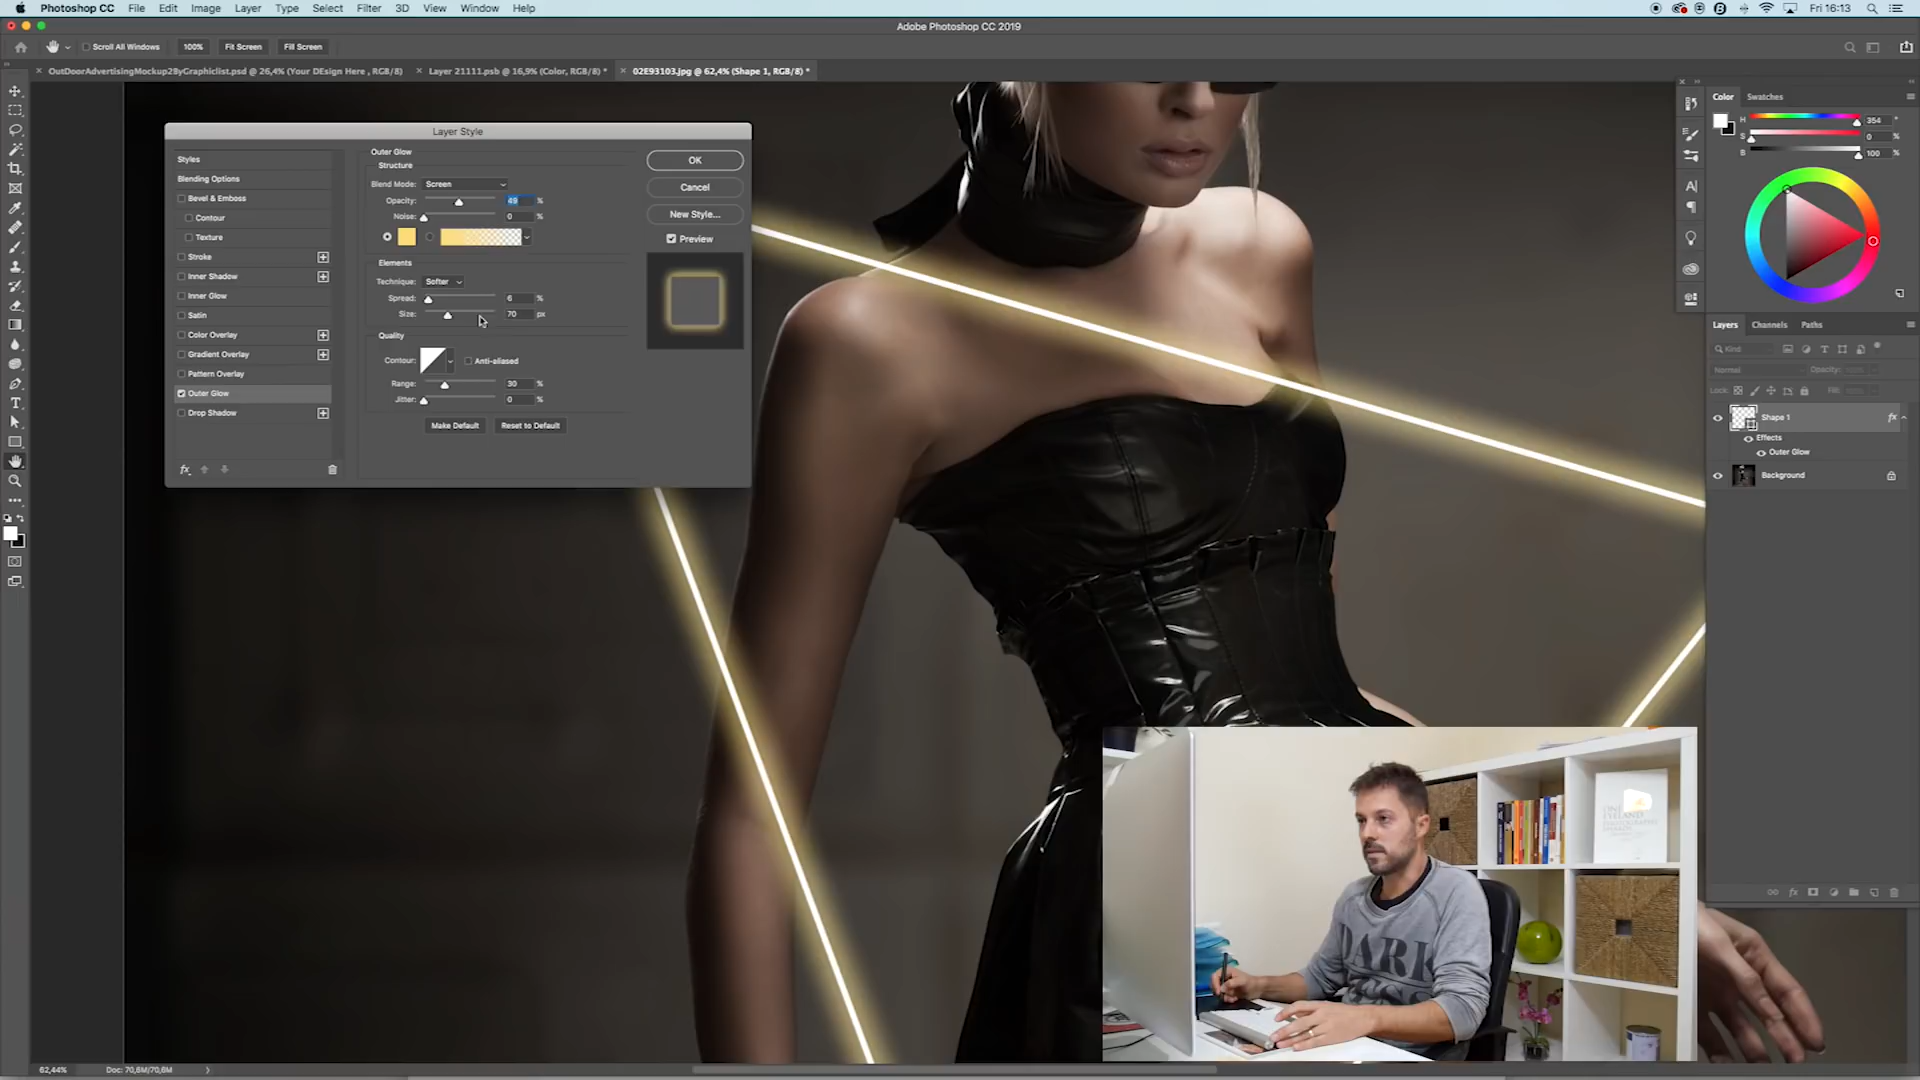 Photoshop CC File Edit Image Layer Type Select Filter 3D View Window Help
Fri 16:13
Adobe Photoshop CC 2019
Scroll All Windows 100% Fit Screen Fill Screen
OutDoorAdvertisingMockup2ByGraphiclist.psd @ 26,4% (Your DEsign Here , RGB/8)
Layer 21111.psb @ 16,9% (Color, RGB/8) *
02E93103.jpg @ 62,4% (Shape 1, RGB/8) *
Layer Style
Styles
Blending Options
Bevel & Emboss
Contour
Texture
Stroke
Inner Shadow
Inner Glow
Satin
Color Overlay
Gradient Overlay
Pattern Overlay
Outer Glow
Drop Shadow
fx
Outer Glow
Structure
Blend Mode: Screen
Opacity: 49 %
Noise: 0 %
Elements
Technique: Softer
Spread: 6 %
Size: 70 px
Quality
Contour: Anti-aliased
Range: 30 %
Jitter: 0 %
Make Default Reset to Default
OK
Cancel
New Style...
Preview
Color Swatches
H 354 °
S 0 %
B 100 %
Layers Channels Paths
Kind
Normal Opacity:
Lock: Fill:
Shape 1 fx
Effects
Outer Glow
Background
fx
DARK
62,44% Doc: 70,6M/70,6M